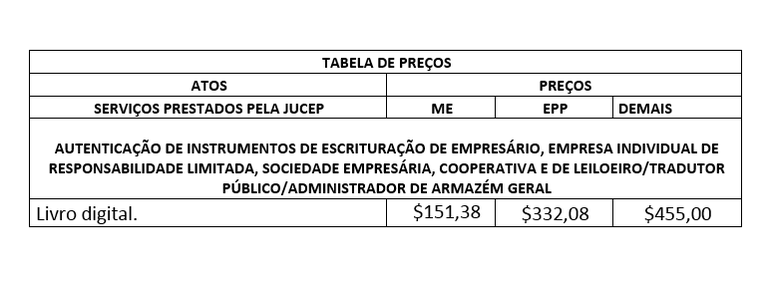 TABELA DE PREÇOS
ATOS PREÇOS
SERVIÇOS PRESTADOS PELA JUCEP ME EPP DEMAIS
AUTENTICAÇÃO DE INSTRUMENTOS DE ESCRITURAÇÃO DE EMPRESÁRIO, EMPRESA INDIVIDUAL DE
RESPONSABILIDADE LIMITADA, SOCIEDADE EMPRESÁRIA, COOPERATIVA E DE LEILOEIRO/TRADUTOR
PÚBLICO/ADMINISTRADOR DE ARMAZÉM GERAL
Livro digital. $151,38 $332,08 $455,00